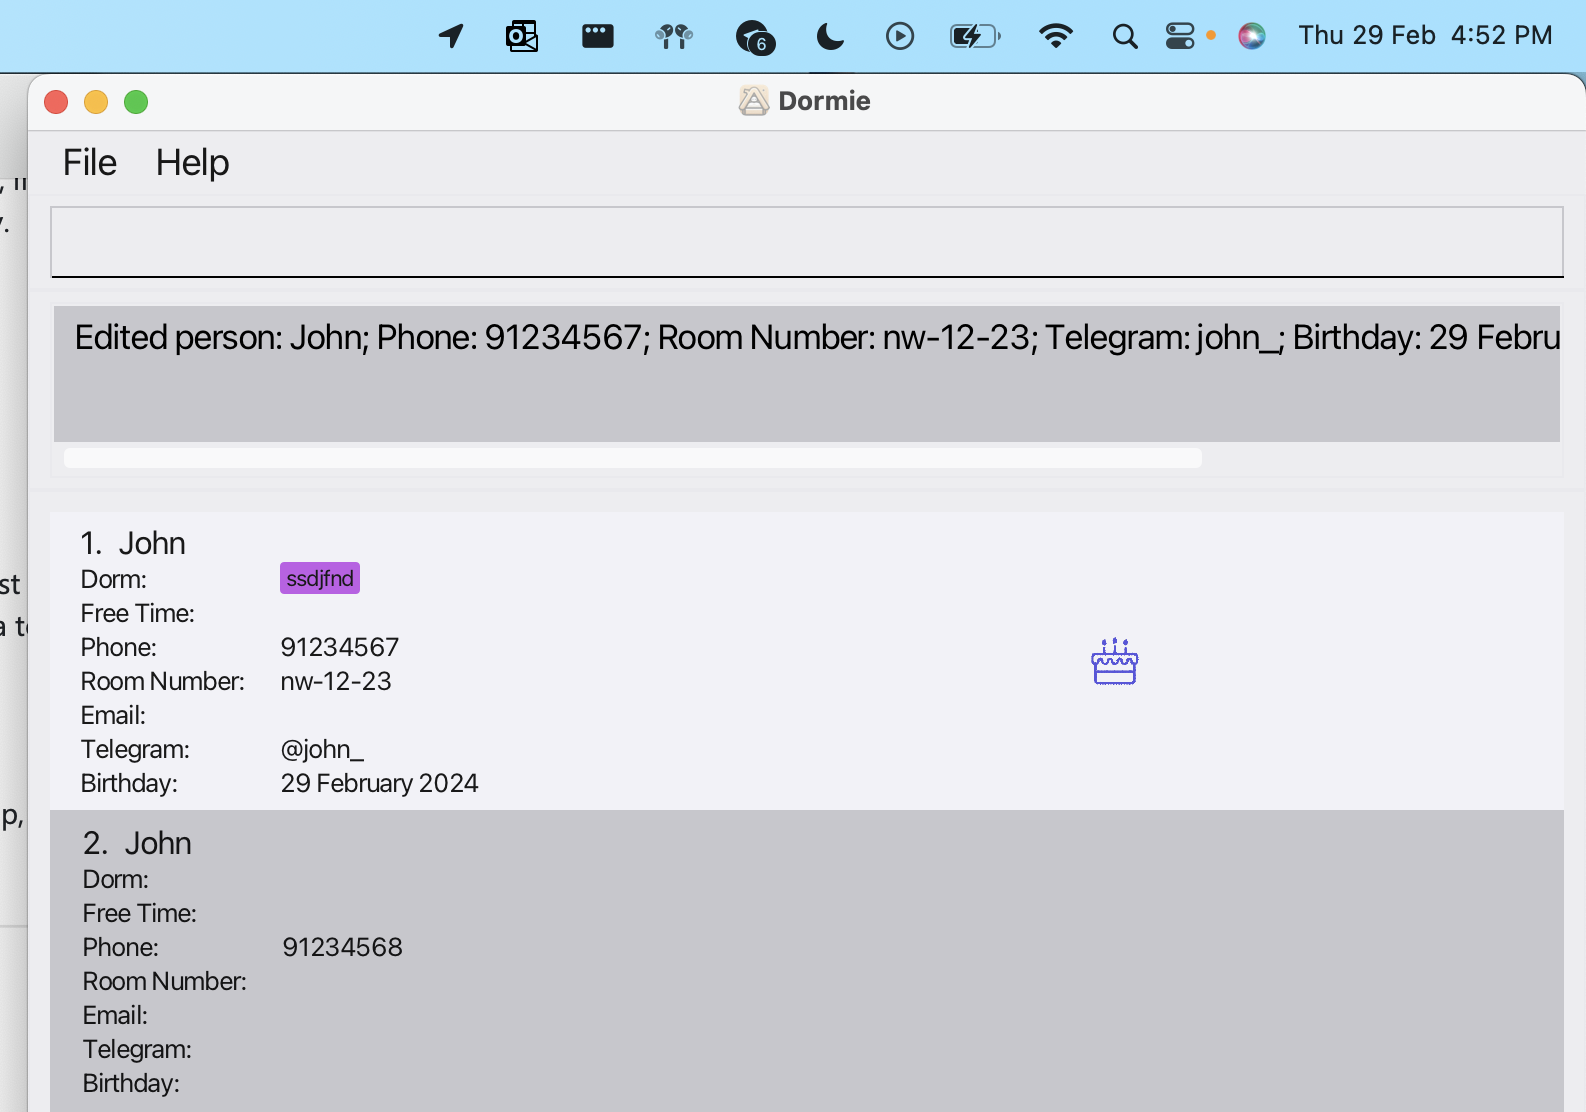 Thu 29 Feb 4:52 PM
6
Dormie
File Help
Edited person: John; Phone: 91234567; Room Number: nw-12-23; Telegram: john_; Birthday: 29 Febru
1. John
Dorm: ssdjfnd
Free Time:
Phone: 91234567
Room Number: nw-12-23
Email:
Telegram: @john_
Birthday: 29 February 2024
2. John
Dorm:
Free Time:
Phone: 91234568
Room Number:
Email:
Telegram:
Birthday:
y.
st
a to
p,